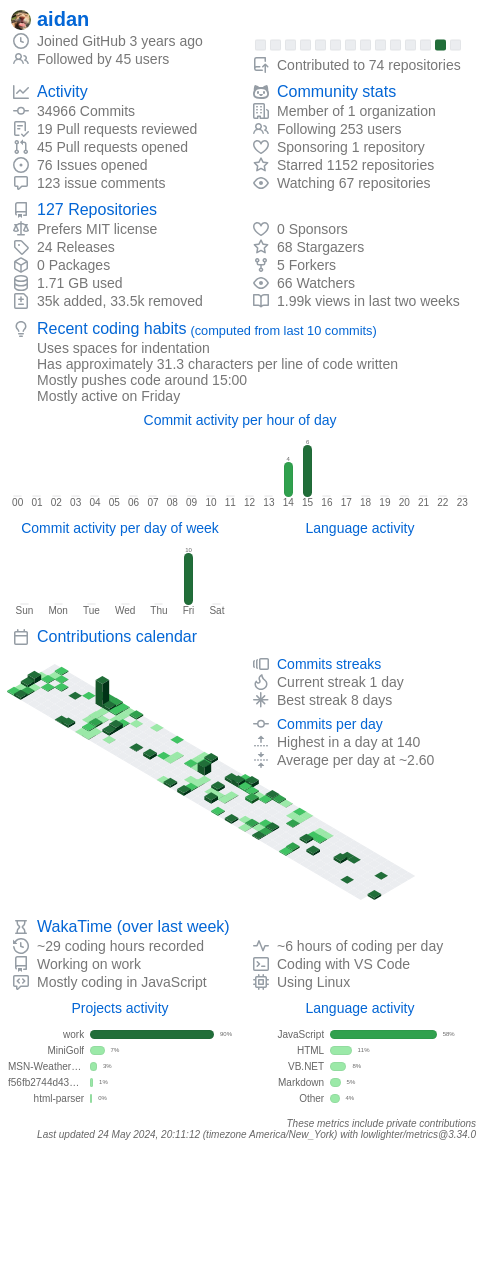 aidan
Joined GitHub 3 years ago
Followed by 45 users
Contributed to 74 repositories
Activity
34966 Commits
19 Pull requests reviewed
45 Pull requests opened
76 Issues opened
123 issue comments
Community stats
Member of 1 organization
Following 253 users
Sponsoring 1 repository
Starred 1152 repositories
Watching 67 repositories
127 Repositories
Prefers MIT license
24 Releases
0 Packages
1.71 GB used
35k added, 33.5k removed
0 Sponsors
68 Stargazers
5 Forkers
66 Watchers
1.99k views in last two weeks
Recent coding habits (computed from last 10 commits)
Uses spaces for indentation
Has approximately 31.3 characters per line of code written
Mostly pushes code around 15:00
Mostly active on Friday
Commit activity per hour of day
4
6
00 01 02 03 04 05 06 07 08 09 10 11 12 13 14 15 16 17 18 19 20 21 22 23
Commit activity per day of week
10
Sun Mon Tue Wed Thu Fri Sat
Language activity
Contributions calendar
Commits streaks
Current streak 1 day
Best streak 8 days
Commits per day
Highest in a day at 140
Average per day at ~2.60
WakaTime (over last week)
~29 coding hours recorded
Working on work
Mostly coding in JavaScript
~6 hours of coding per day
Coding with VS Code
Using Linux
Projects activity
work 90%
MiniGolf 7%
MSN-Weather... 3%
f56fb2744d43... 1%
html-parser 0%
Language activity
JavaScript 58%
HTML 11%
VB.NET 8%
Markdown 5%
Other 4%
These metrics include private contributions
Last updated 24 May 2024, 20:11:12 (timezone America/New_York) with lowlighter/metrics@3.34.0